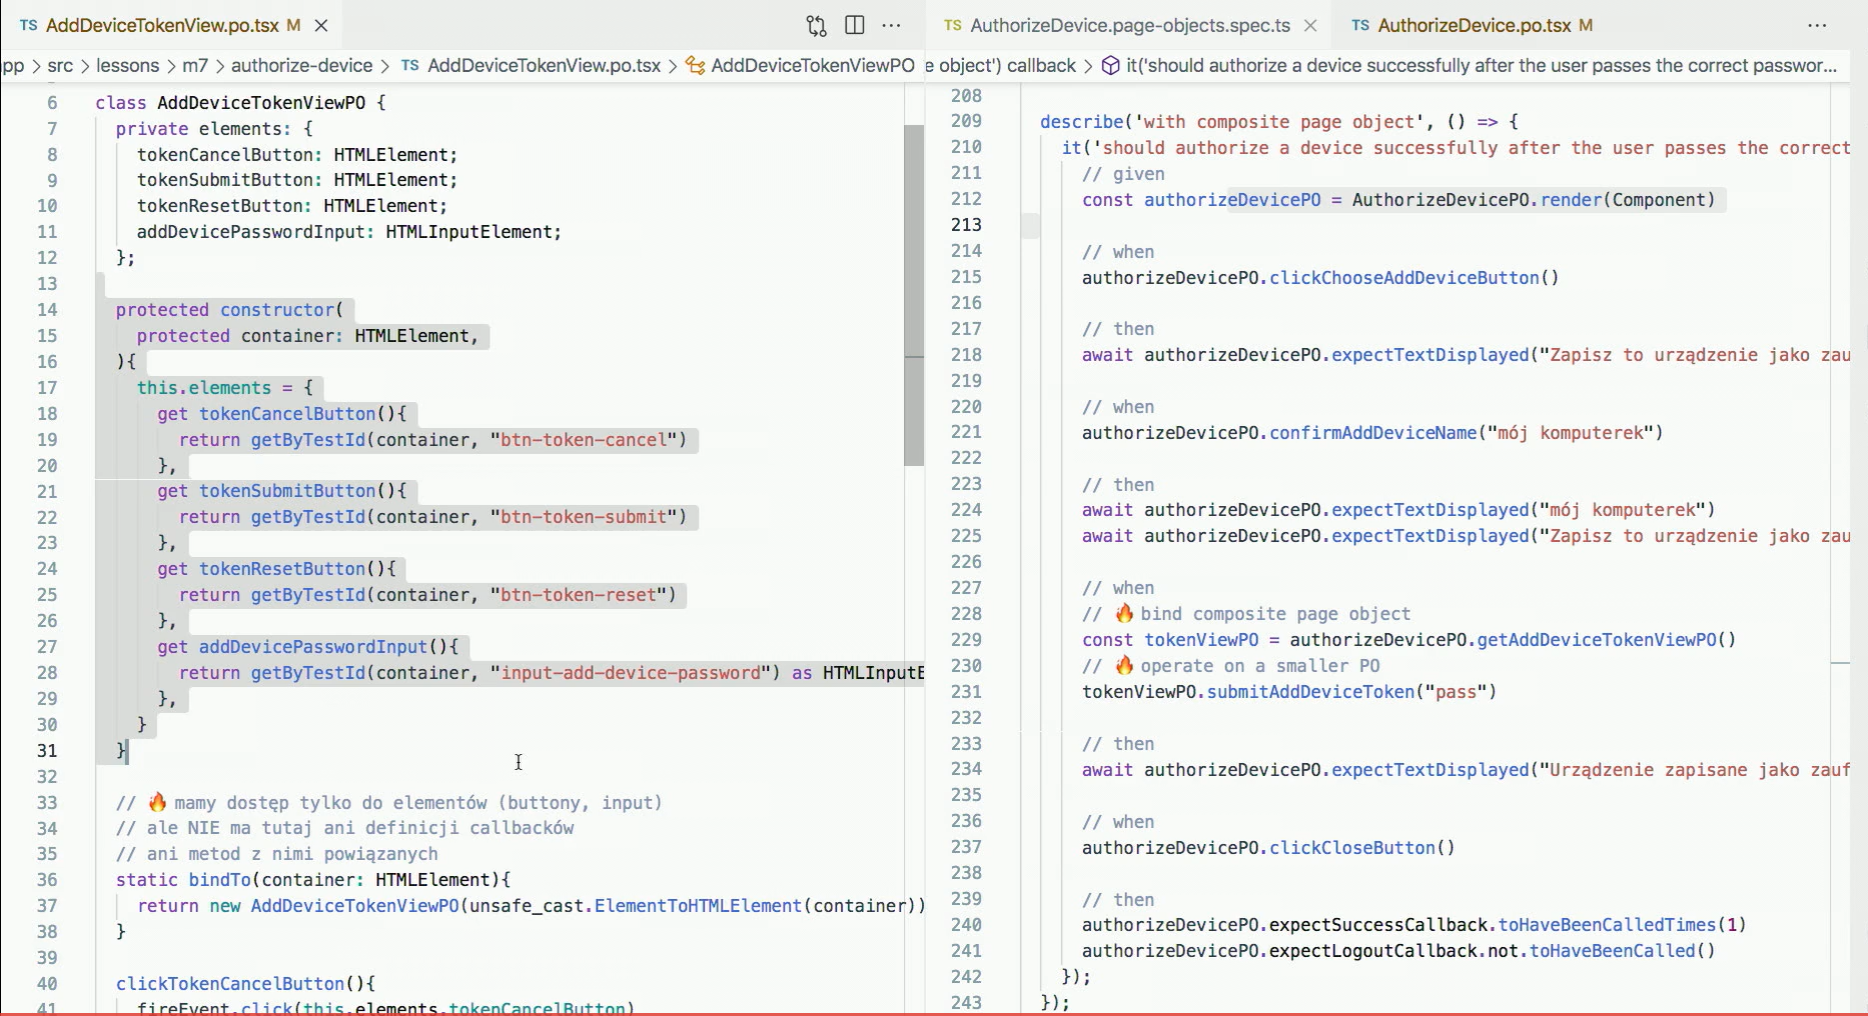 TS AddDeviceTokenView.po.tsx M
pp > src > lessons > m7 > authorize-device > TS AddDeviceTokenView.po.tsx > AddDeviceTokenViewPO
6 class AddDeviceTokenViewPO {
7 private elements: {
8 tokenCancelButton: HTMLElement;
9 tokenSubmitButton: HTMLElement;
10 tokenResetButton: HTMLElement;
11 addDevicePasswordInput: HTMLInputElement;
12 };
13
14 protected constructor(
15 protected container: HTMLElement,
16 ){
17 this.elements = {
18 get tokenCancelButton(){
19 return getByTestId(container, "btn-token-cancel")
20 },
21 get tokenSubmitButton(){
22 return getByTestId(container, "btn-token-submit")
23 },
24 get tokenResetButton(){
25 return getByTestId(container, "btn-token-reset")
26 },
27 get addDevicePasswordInput(){
28 return getByTestId(container, "input-add-device-password") as HTMLInputE
29 },
30 }
31 }
32
33 // 🔥 mamy dostęp tylko do elementów (buttony, input)
34 // ale NIE ma tutaj ani definicji callbacków
35 // ani metod z nimi powiązanych
36 static bindTo(container: HTMLElement){
37 return new AddDeviceTokenViewPO(unsafe_cast.ElementToHTMLElement(container))
38 }
39
40 clickTokenCancelButton(){
41 fireEvent.click(this.elements.tokenCancelButton)
TS AuthorizeDevice.page-objects.spec.ts
TS AuthorizeDevice.po.tsx M
e object') callback > it('should authorize a device successfully after the user passes the correct passwor...
208
209 describe('with composite page object', () => {
210 it('should authorize a device successfully after the user passes the correct
211 // given
212 const authorizeDevicePO = AuthorizeDevicePO.render(Component)
213
214 // when
215 authorizeDevicePO.clickChooseAddDeviceButton()
216
217 // then
218 await authorizeDevicePO.expectTextDisplayed("Zapisz to urządzenie jako zau
219
220 // when
221 authorizeDevicePO.confirmAddDeviceName("mój komputerek")
222
223 // then
224 await authorizeDevicePO.expectTextDisplayed("mój komputerek")
225 await authorizeDevicePO.expectTextDisplayed("Zapisz to urządzenie jako zau
226
227 // when
228 // 🔥 bind composite page object
229 const tokenViewPO = authorizeDevicePO.getAddDeviceTokenViewPO()
230 // 🔥 operate on a smaller PO
231 tokenViewPO.submitAddDeviceToken("pass")
232
233 // then
234 await authorizeDevicePO.expectTextDisplayed("Urządzenie zapisane jako zauf
235
236 // when
237 authorizeDevicePO.clickCloseButton()
238
239 // then
240 authorizeDevicePO.expectSuccessCallback.toHaveBeenCalledTimes(1)
241 authorizeDevicePO.expectLogoutCallback.not.toHaveBeenCalled()
242 });
243 });